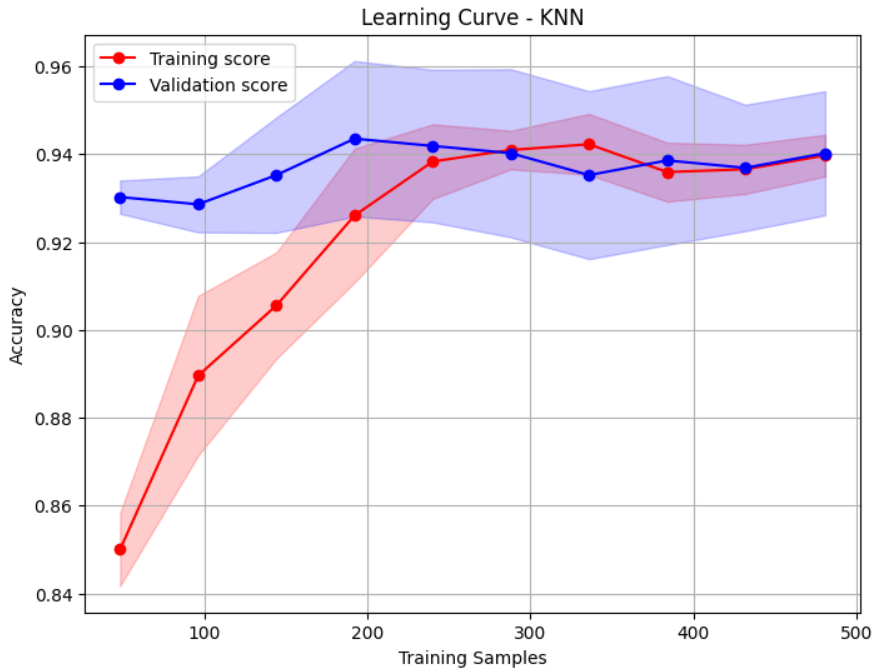 Learning Curve - KNN
Training score
Validation score
0.96
0.94
0.92
0.90
0.88
0.86
0.84
Accuracy
100
200
300
400
500
Training Samples